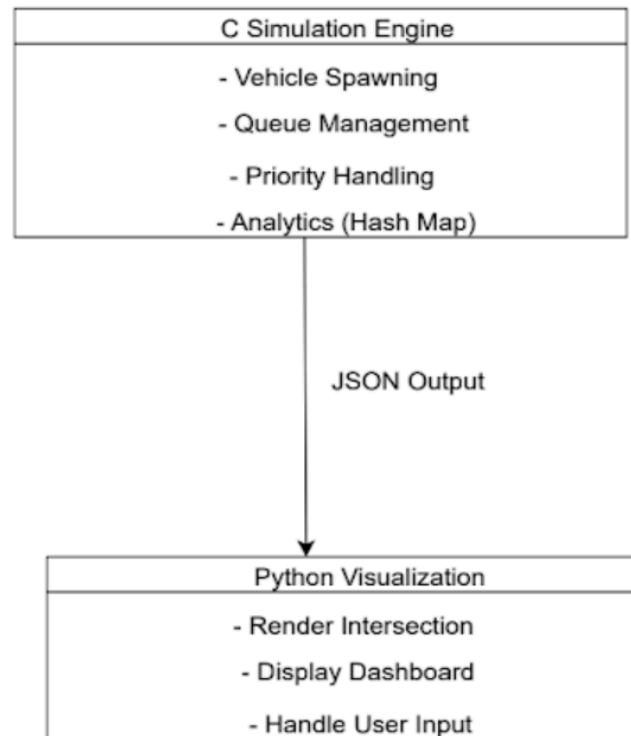 C Simulation Engine
- Vehicle Spawning
- Queue Management
- Priority Handling
- Analytics (Hash Map)
JSON Output
Python Visualization
- Render Intersection
- Display Dashboard
- Handle User Input